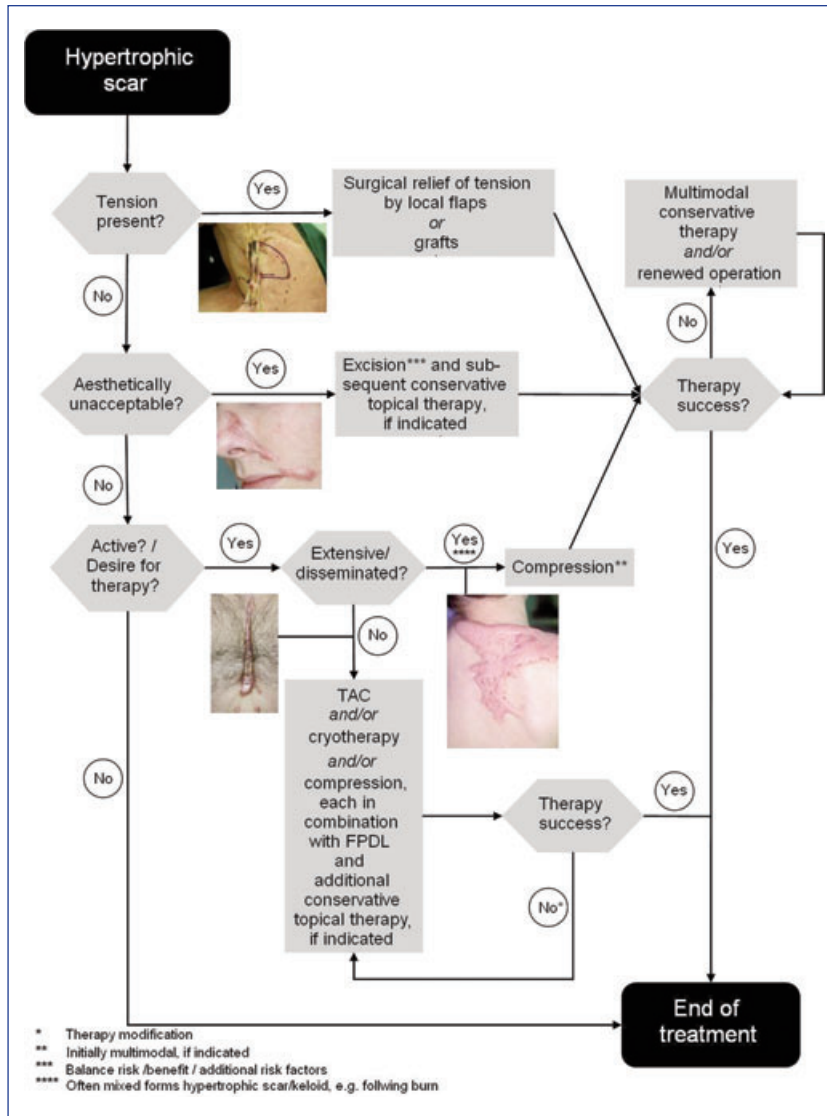 Hypertrophic
scar
Tension
present?
Yes
Surgical relief of tension
by local flaps
or
grafts
Multimodal
conservative
therapy
and/or
renewed operation
No
No
Aesthetically
unacceptable?
Yes
Excision*** and sub-
sequent conservative
topical therapy,
if indicated
Therapy
success?
No
Yes
Active? /
Desire for
therapy?
Yes
Extensive/
disseminated?
Yes
****
Compression**
No
No
TAC
and/or
cryotherapy
and/or
compression,
each in
combination
with FPDL
and
additional
conservative
topical therapy,
if indicated
Therapy
success?
Yes
No*
End of
treatment
* Therapy modification
** Initially multimodal, if indicated
*** Balance risk /benefit / additional risk factors
**** Often mixed forms hypertrophic scar/keloid, e.g. follwing burn